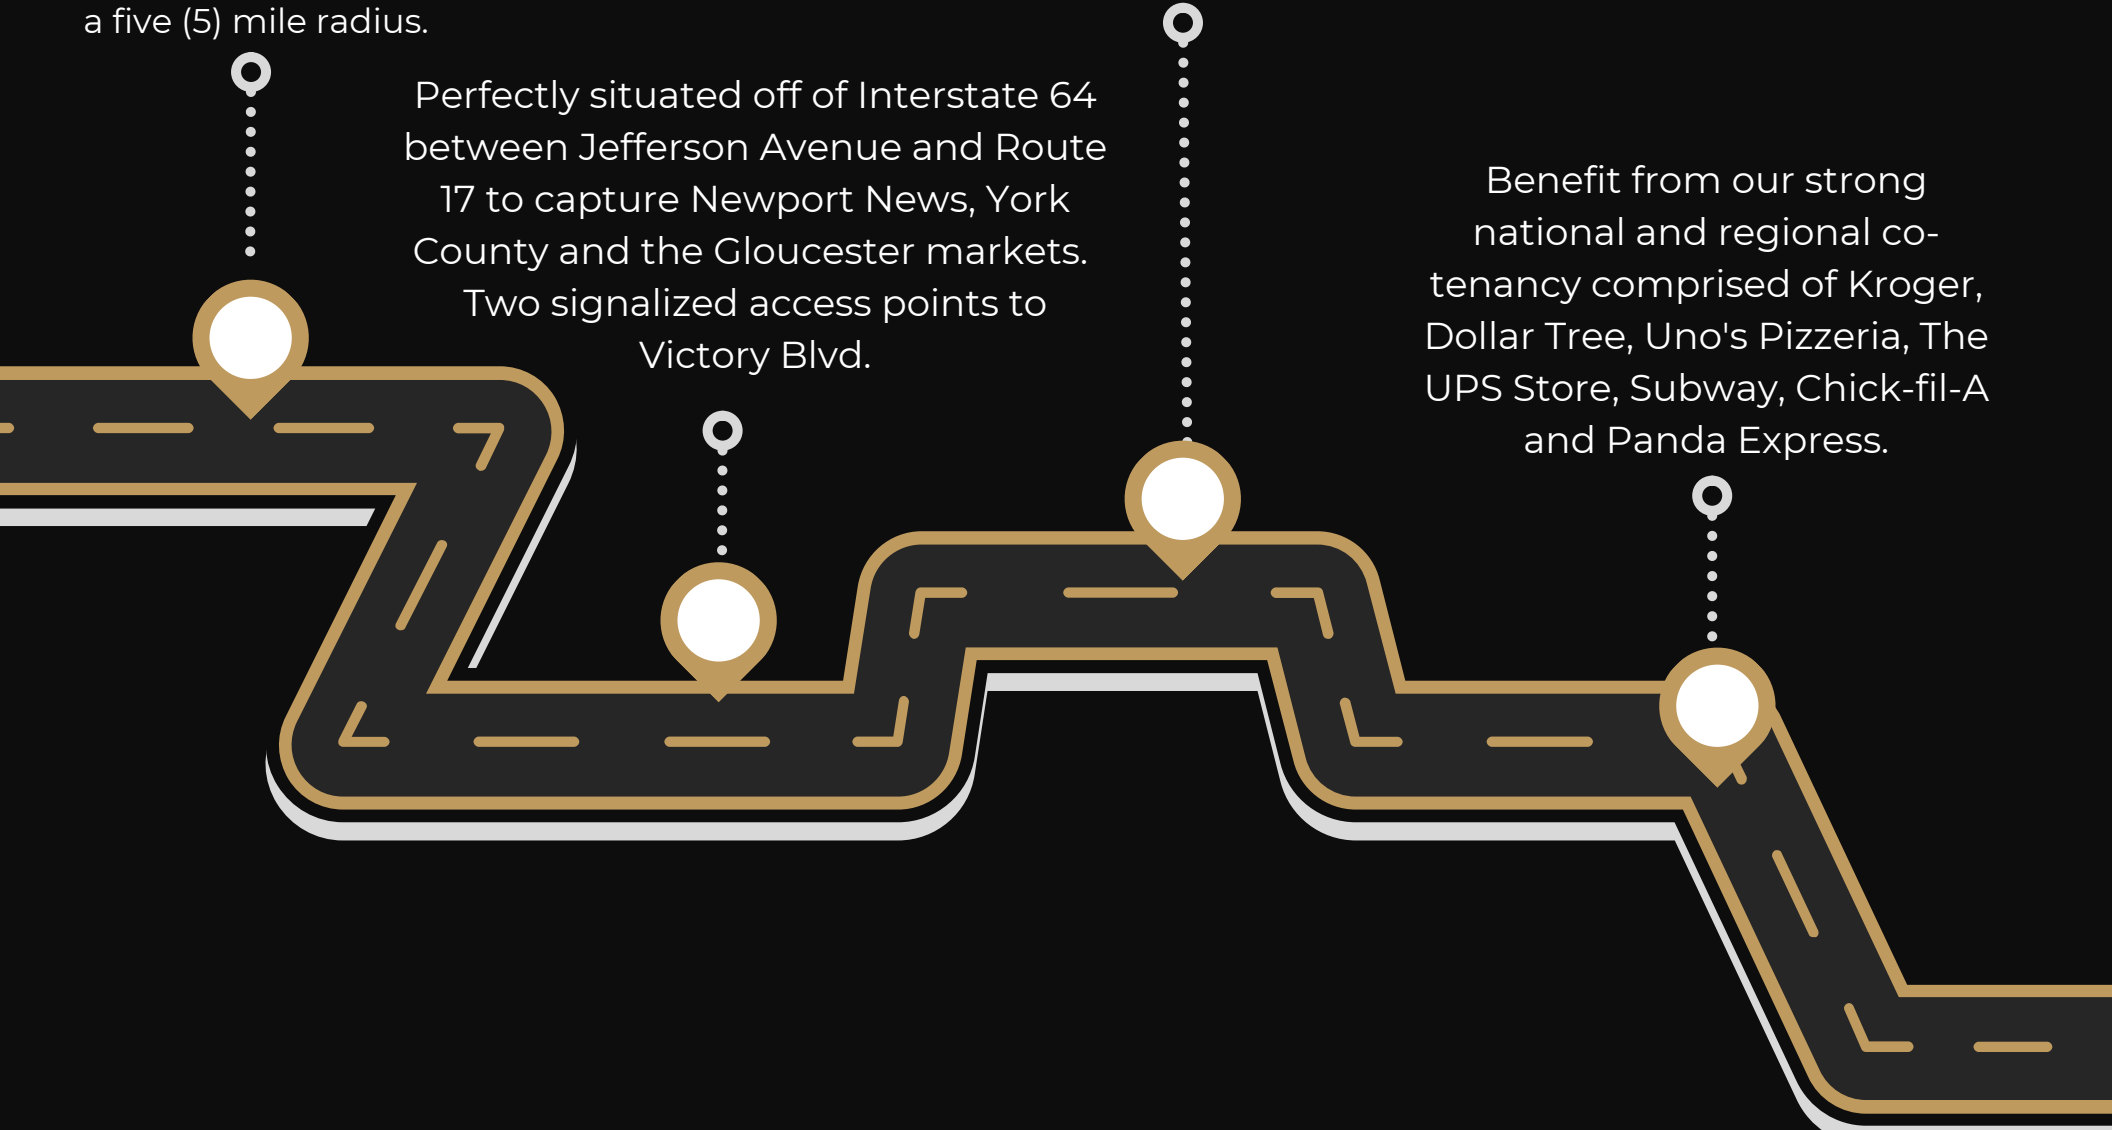 a five (5) mile radius.
Perfectly situated off of Interstate 64
between Jefferson Avenue and Route
17 to capture Newport News, York
County and the Gloucester markets.
Two signalized access points to
Victory Blvd.
Benefit from our strong
national and regional co-
tenancy comprised of Kroger,
Dollar Tree, Uno's Pizzeria, The
UPS Store, Subway, Chick-fil-A
and Panda Express.